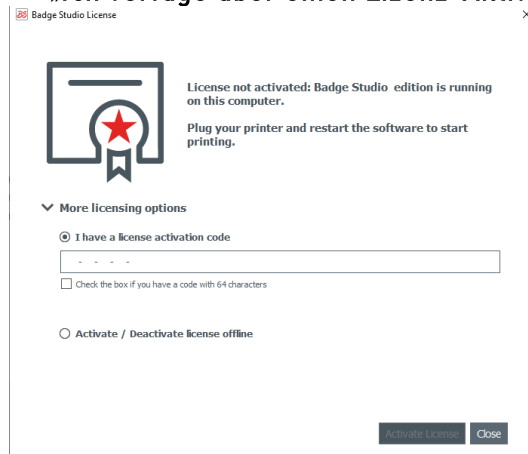 Badge Studio License
License not activated: Badge Studio edition is running
on this computer.
Plug your printer and restart the software to start
printing.
More licensing options
I have a license activation code
- - - -
Check the box if you have a code with 64 characters
Activate / Deactivate license offline
Activate License Close